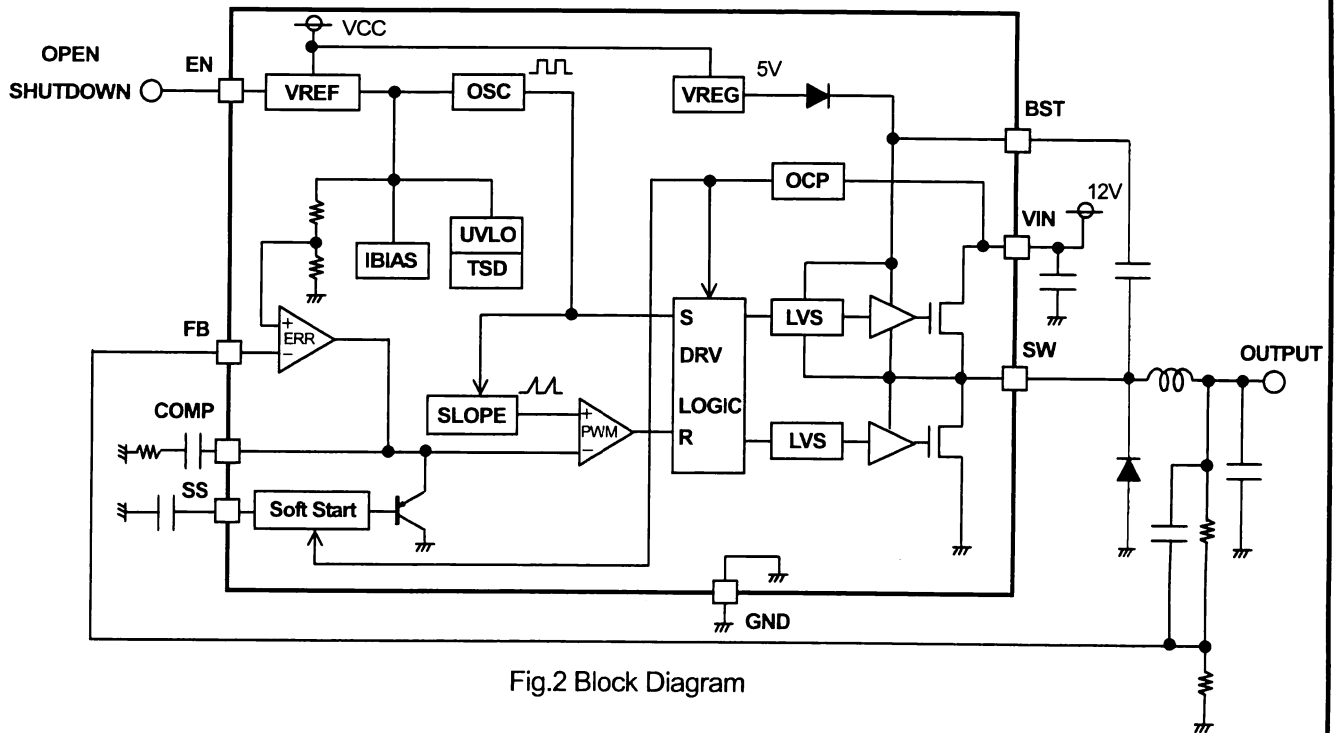 VCC
OPEN
SHUTDOWN
EN
VREF
OSC
5V
VREG
BST
OCP
12V
VIN
UVLO
TSD
IBIAS
FB
+
ERR
-
S
DRV
LOGIC
R
LVS
SW
OUTPUT
COMP
SLOPE
+
PWM
-
LVS
SS
Soft Start
GND
Fig.2 Block Diagram